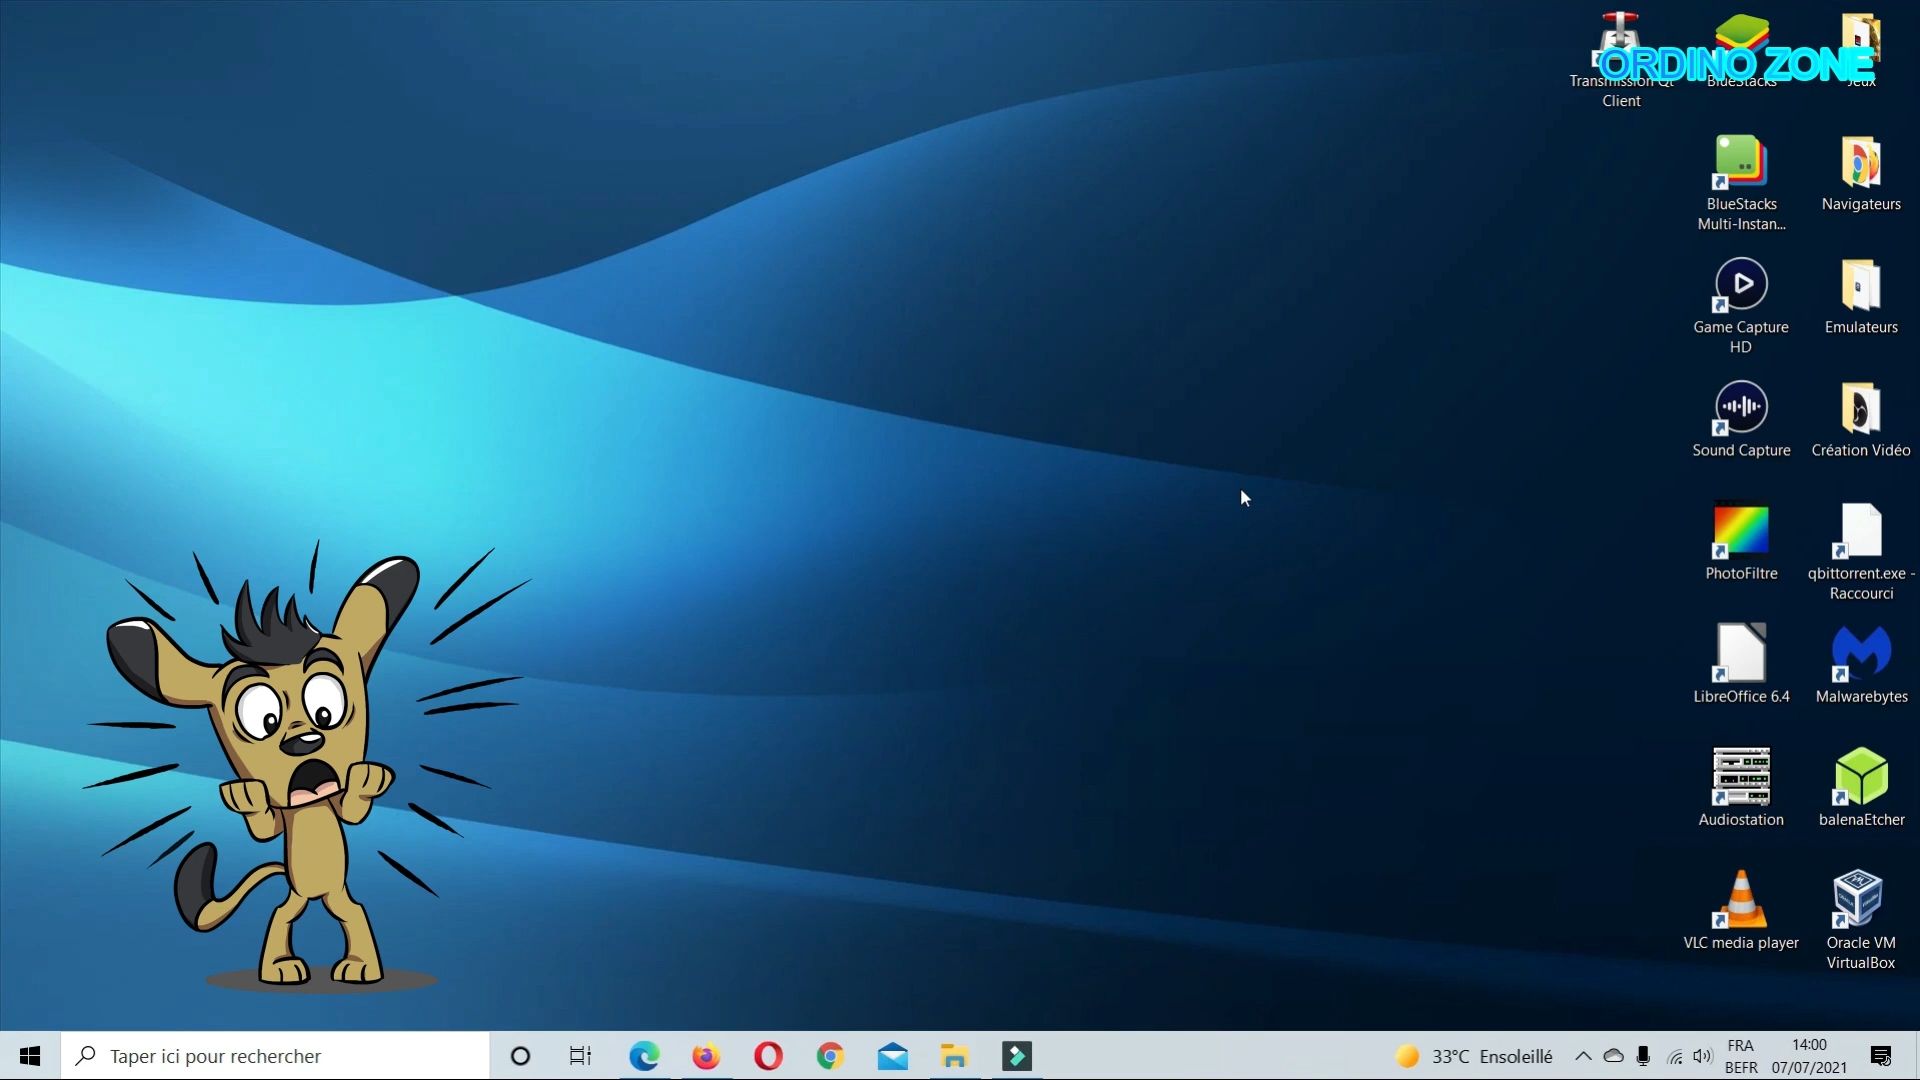 ORDINO ZONE
Transmission Qt
Client
BlueStacks
Jeux
BlueStacks
Multi-Instan...
Navigateurs
Game Capture
HD
Emulateurs
Sound Capture
Création Vidéo
PhotoFiltre
qbittorrent.exe -
Raccourci
LibreOffice 6.4
Malwarebytes
Audiostation
balenaEtcher
VLC media player
Oracle VM
VirtualBox
Taper ici pour rechercher
33°C Ensoleillé
FRA
BEFR
14:00
07/07/2021